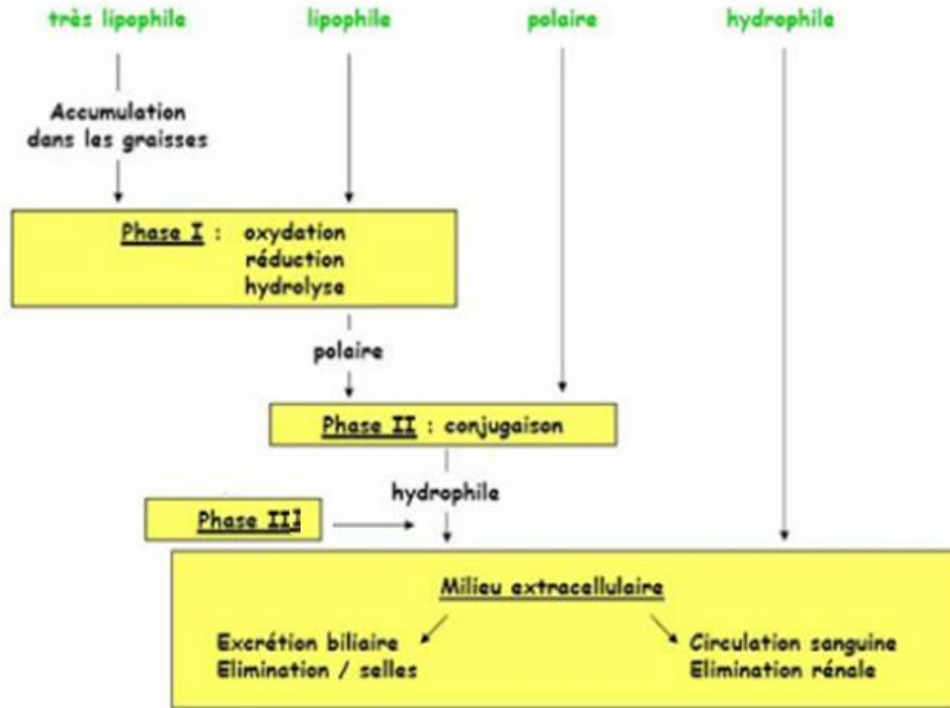 très lipophile lipophile polaire hydrophile
Accumulation
dans les graisses
Phase I : oxydation
réduction
hydrolyse
polaire
Phase II : conjugaison
hydrophile
Phase III
Milieu extracellulaire
Excrétion biliaire
Elimination / selles
Circulation sanguine
Elimination rénale